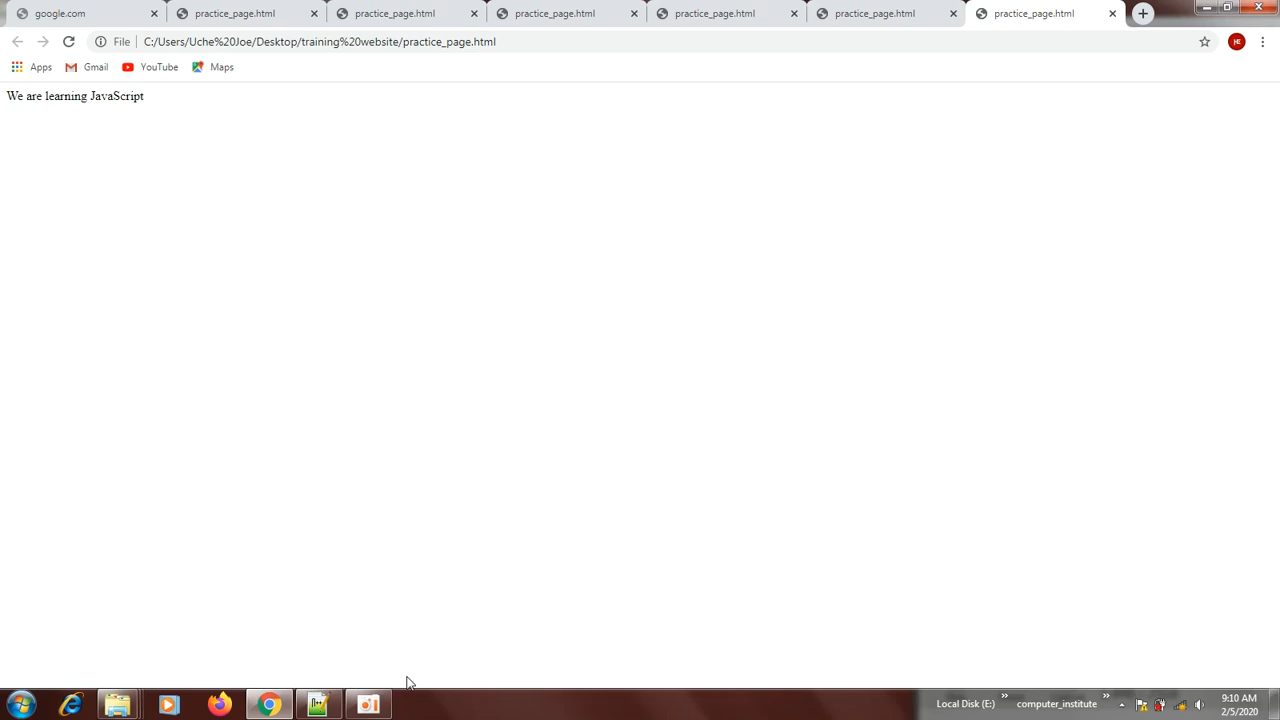 google.com
practice_page.html
practice_page.html
practice_page.html
practice_page.html
practice_page.html
practice_page.html
File C:/Users/Uche%20Joe/Desktop/training%20website/practice_page.html
Apps Gmail YouTube Maps
We are learning JavaScript
Local Disk (E:) » computer_institute »
9:10 AM
2/5/2020